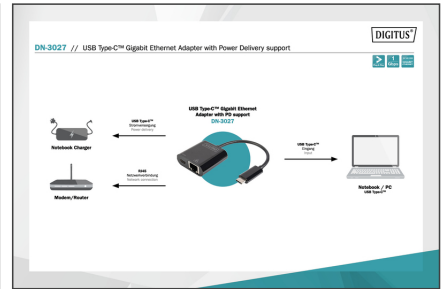 DIGITUS®
DN-3027 // USB Type-C™ Gigabit Ethernet Adapter with Power Delivery support
USB Type-C™ Gigabit Ethernet
Adapter with PD support
DN-3027
USB Type-C™
Stromversorgung
Power delivery
Notebook Charger
USB Type-C™
Eingang
Input
RJ45
Netzwerkverbindung
Network connection
Modem/Router
Notebook / PC
USB Type-C™